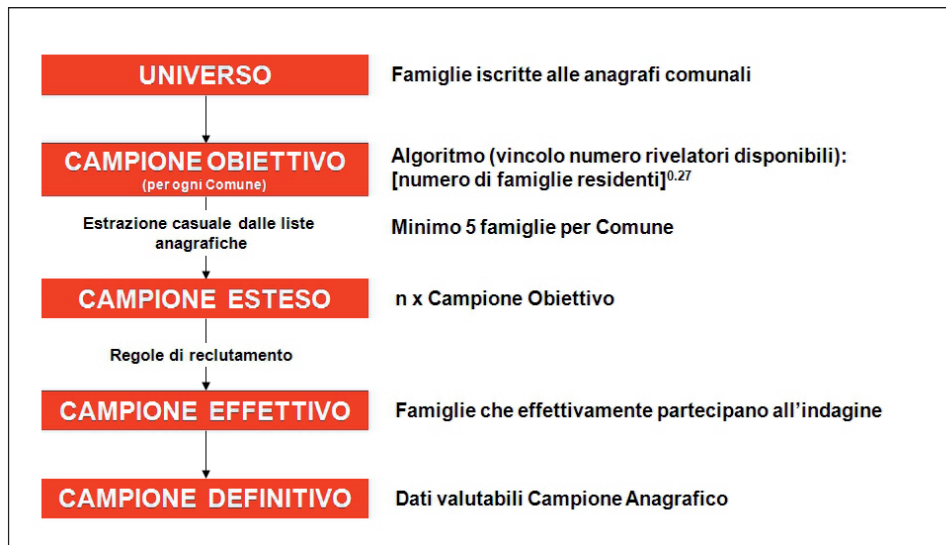 UNIVERSO
Famiglie iscritte alle anagrafi comunali
CAMPIONE OBIETTIVO
(per ogni Comune)
Algoritmo (vincolo numero rivelatori disponibili):
[numero di famiglie residenti]^0.27
Estrazione casuale dalle liste
anagrafiche
Minimo 5 famiglie per Comune
CAMPIONE ESTESO
n x Campione Obiettivo
Regole di reclutamento
CAMPIONE EFFETTIVO
Famiglie che effettivamente partecipano all'indagine
CAMPIONE DEFINITIVO
Dati valutabili Campione Anagrafico